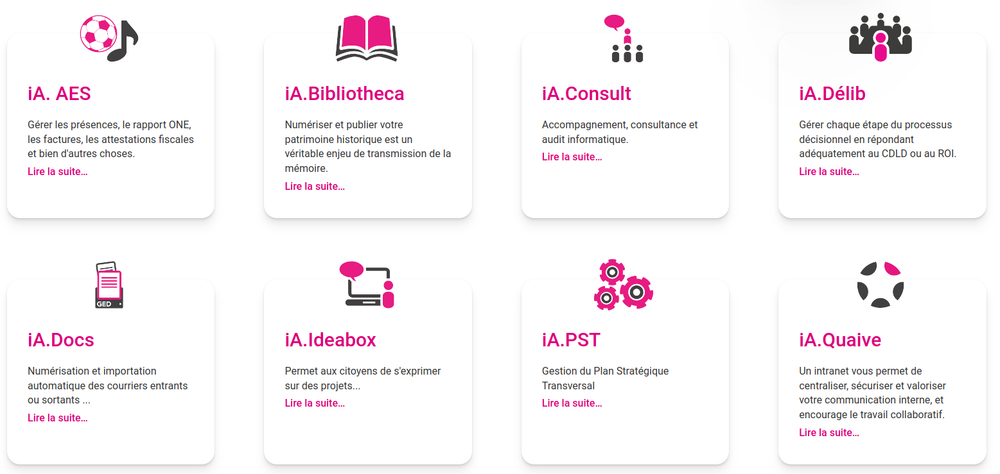 iA. AES
Gérer les présences, le rapport ONE,
les factures, les attestations fiscales
et bien d'autres choses.
Lire la suite…
iA.Bibliotheca
Numériser et publier votre
patrimoine historique est un
véritable enjeu de transmission de la
mémoire.
Lire la suite…
iA.Consult
Accompagnement, consultance et
audit informatique.
Lire la suite…
iA.Délib
Gérer chaque étape du processus
décisionnel en répondant
adéquatement au CDLD ou au ROI.
Lire la suite…
GED
iA.Docs
Numérisation et importation
automatique des courriers entrants
ou sortants ...
Lire la suite…
iA.Ideabox
Permet aux citoyens de s'exprimer
sur des projets...
Lire la suite…
iA.PST
Gestion du Plan Stratégique
Transversal
Lire la suite…
iA.Quaive
Un intranet vous permet de
centraliser, sécuriser et valoriser
votre communication interne, et
encourage le travail collaboratif.
Lire la suite…